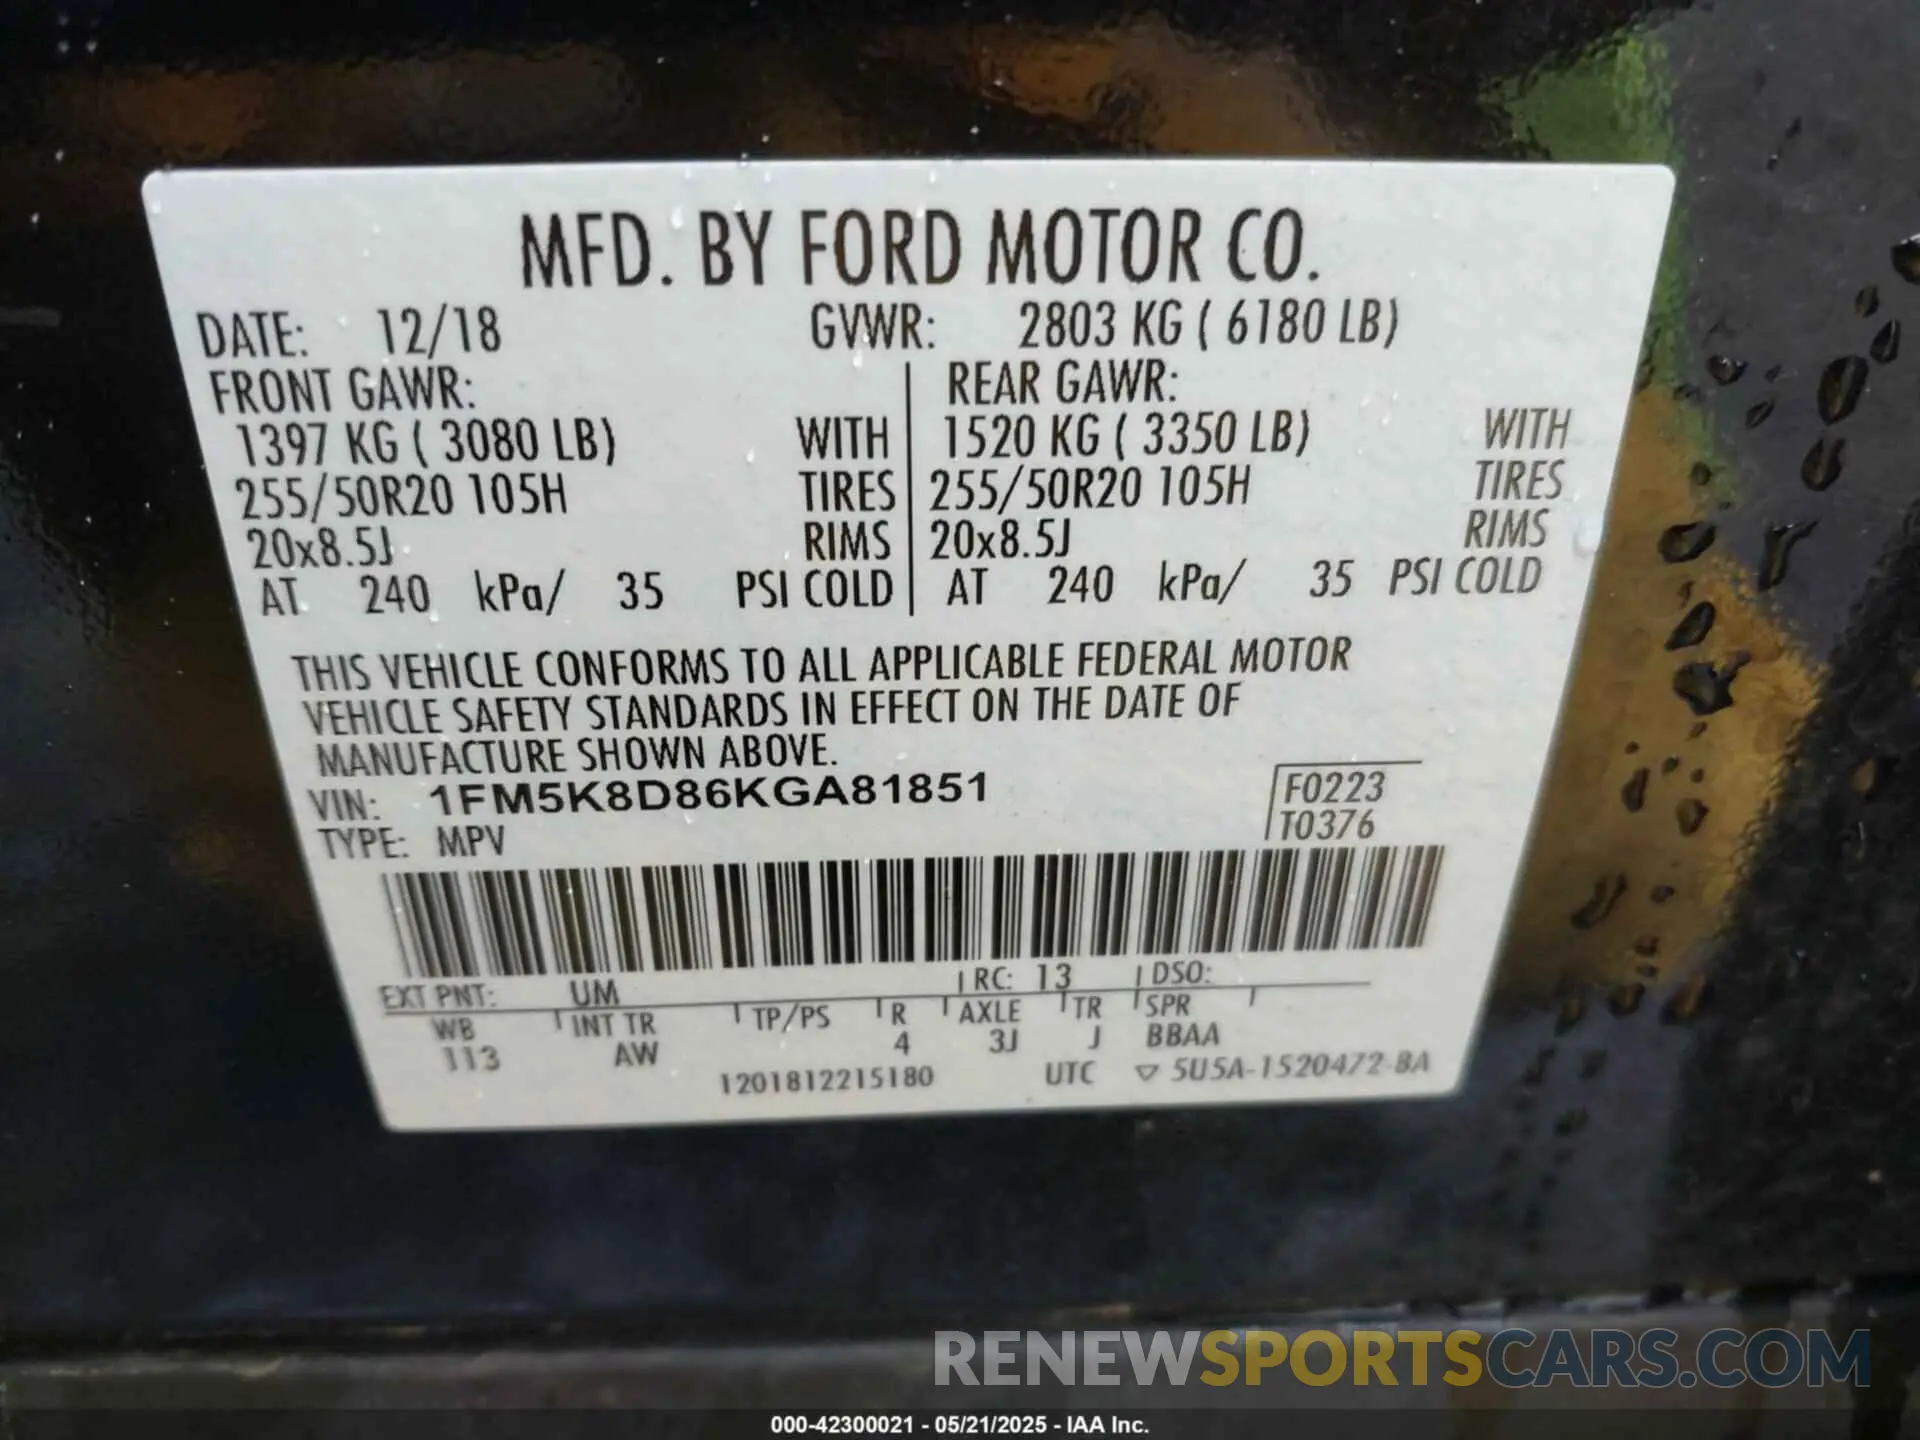 MFD. BY FORD MOTOR CO.
DATE: 12/18 GVWR: 2803 KG ( 6180 LB)
FRONT GAWR: REAR GAWR:
1397 KG ( 3080 LB) WITH 1520 KG ( 3350 LB) WITH
255/50R20 105H TIRES 255/50R20 105H TIRES
20x8.5J RIMS 20x8.5J RIMS
AT 240 kPa/ 35 PSI COLD AT 240 kPa/ 35 PSI COLD
THIS VEHICLE CONFORMS TO ALL APPLICABLE FEDERAL MOTOR
VEHICLE SAFETY STANDARDS IN EFFECT ON THE DATE OF
MANUFACTURE SHOWN ABOVE.
VIN: 1FM5K8D86KGA81851 F0223
TYPE: MPV T0376
EXT PNT: UM RC: 13 DSO:
WB INT TR TP/PS R AXLE TR SPR
113 AW 4 3J J BBAA
1201812215180 UTC ▽ 5U5A-1520472-BA
RENEWSPORTSCARS.COM
000-42300021 - 05/21/2025 - IAA Inc.